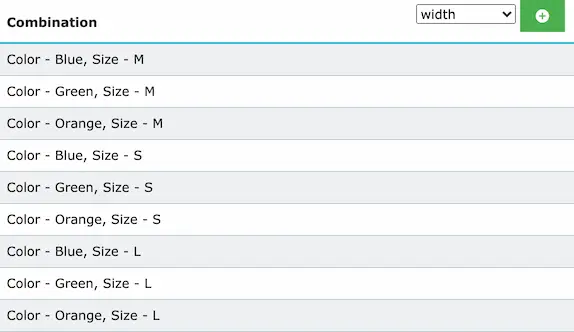 Combination
width
Color - Blue, Size - M
Color - Green, Size - M
Color - Orange, Size - M
Color - Blue, Size - S
Color - Green, Size - S
Color - Orange, Size - S
Color - Blue, Size - L
Color - Green, Size - L
Color - Orange, Size - L